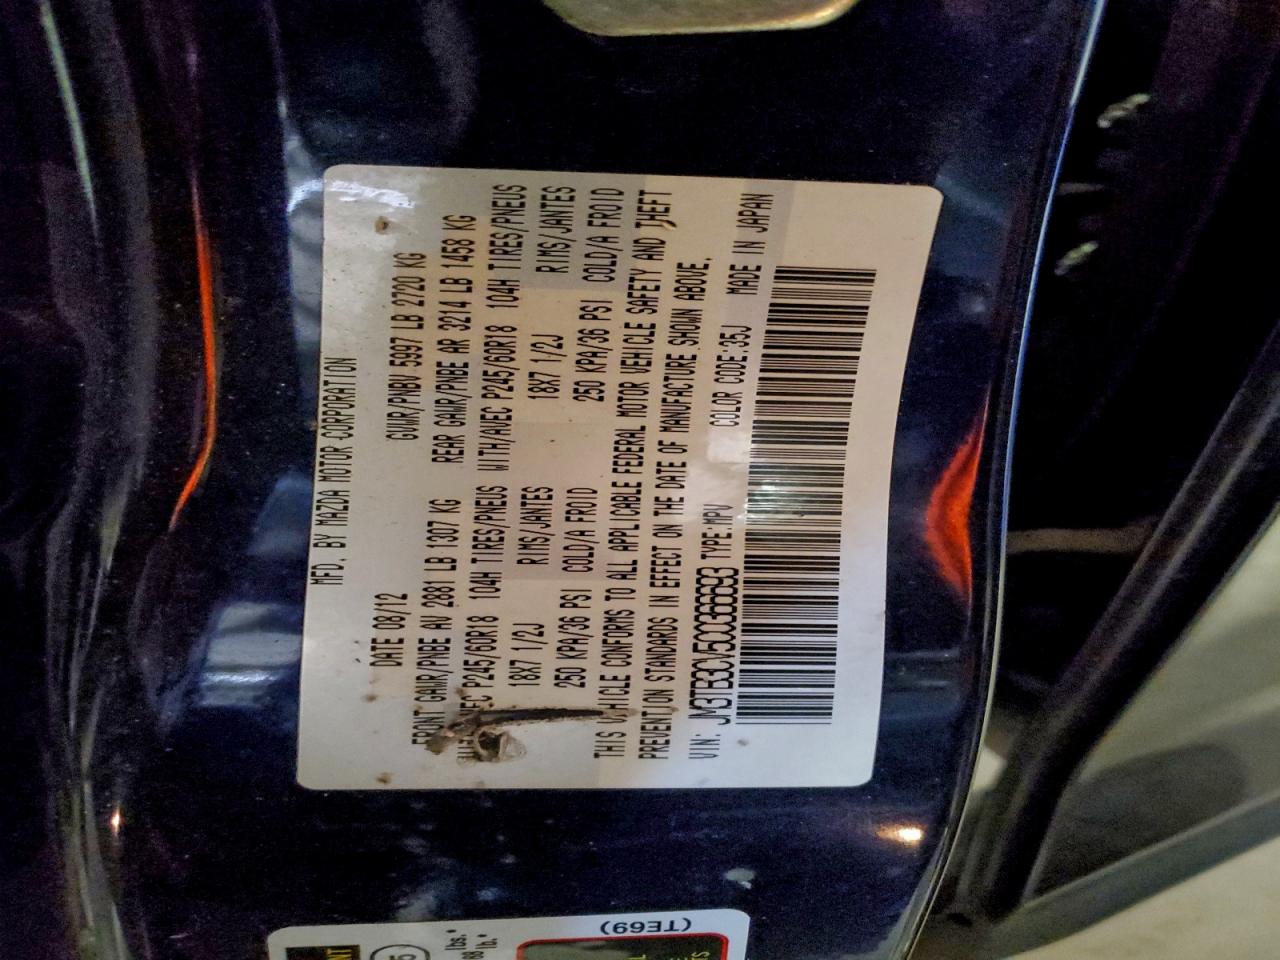 MFD. BY MAZDA MOTOR CORPORATION
DATE 08/12 GVWR/PNBV 5997 LB 2720 KG
FRONT GAWR/PNBE AV 2881 LB 1307 KG REAR GAWR/PNBE AR 3214 LB 1458 KG
P245/60R18 104H TIRES/PNEUS WITH/AVEC P245/60R18 104H TIRES/PNEUS
18X7 1/2J RIMS/JANTES 18X7 1/2J RIMS/JANTES
250 KPA/36 PSI COLD/A FROID 250 KPA/36 PSI COLD/A FROID
THIS VEHICLE CONFORMS TO ALL APPLICABLE FEDERAL MOTOR VEHICLE SAFETY AND THEFT
PREVENTION STANDARDS IN EFFECT ON THE DATE OF MANUFACTURE SHOWN ABOVE.
VIN: TYPE:MPV COLOR CODE:35J MADE IN JAPAN
(TE69)
lbs.*
lb.*